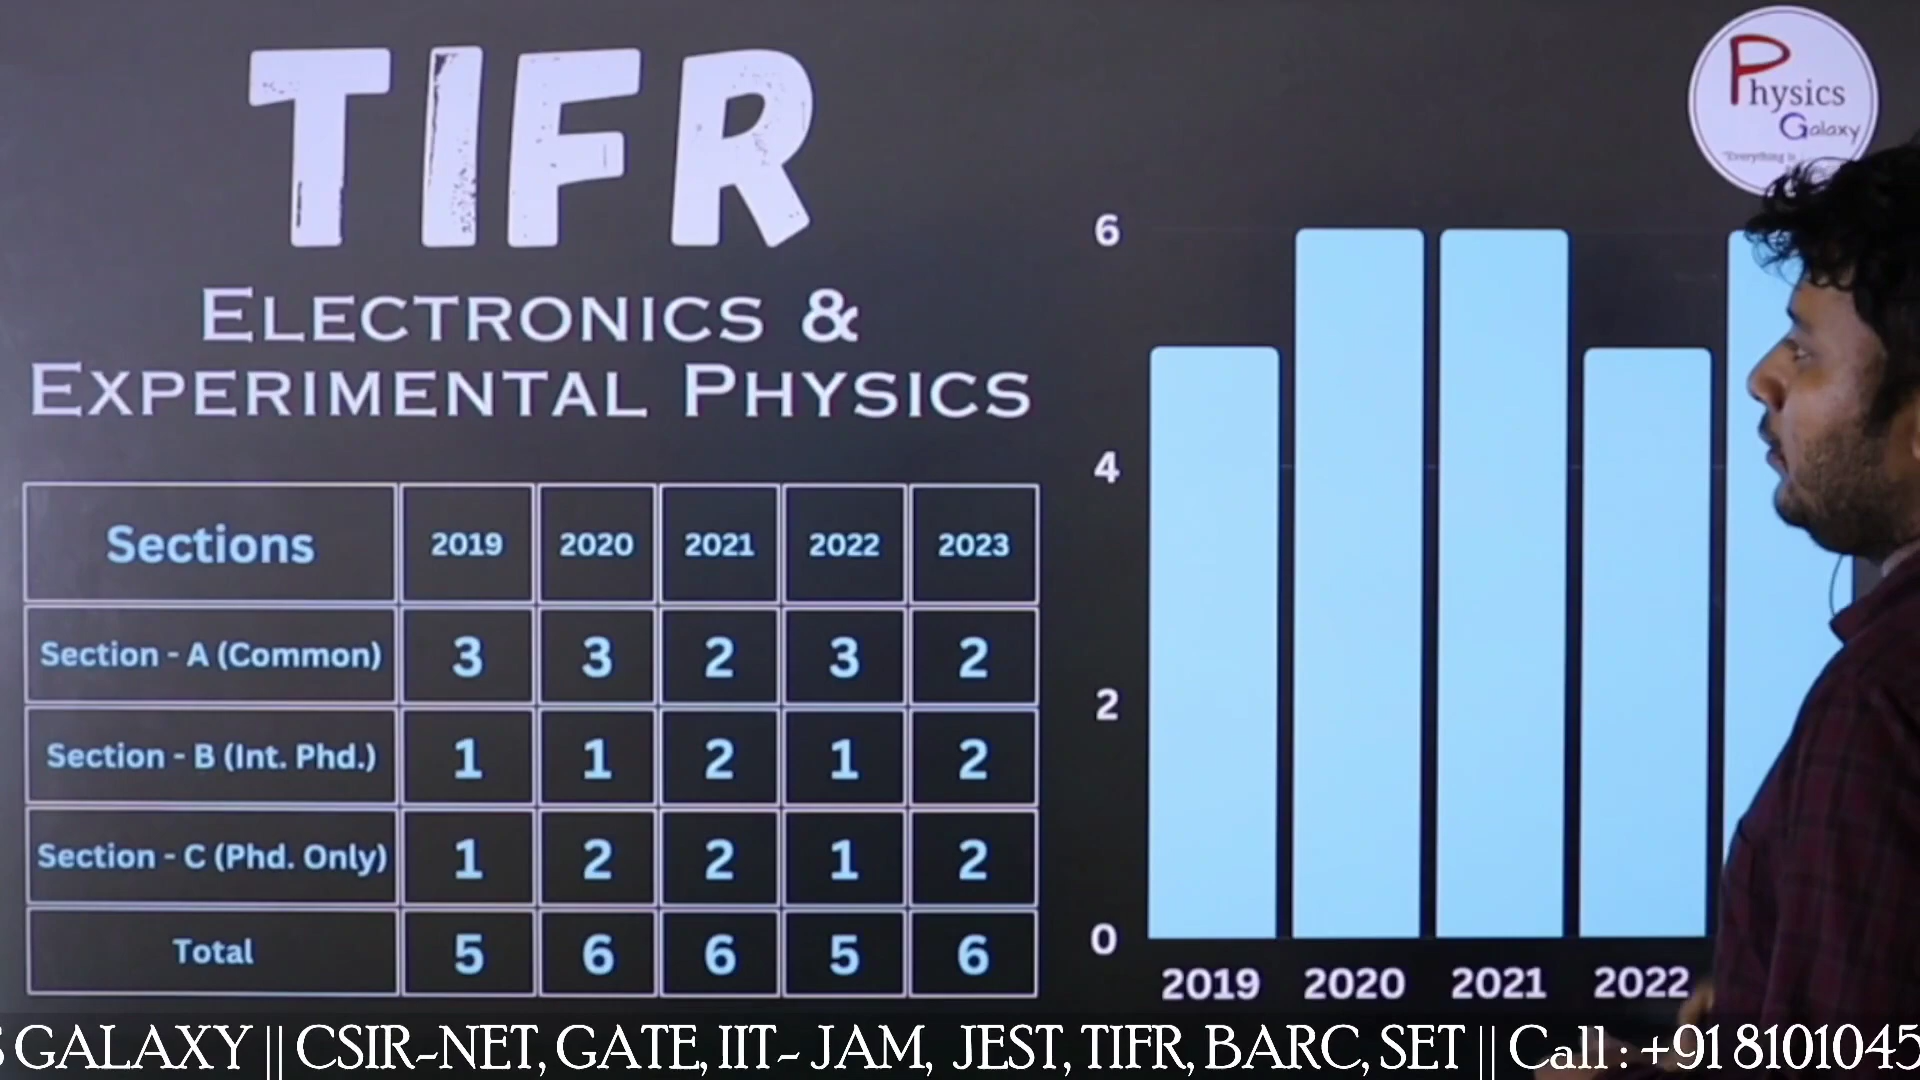 TIFR
ELECTRONICS &
EXPERIMENTAL PHYSICS
Physics
Galaxy
"Everything is
Sections 2019 2020 2021 2022 2023
Section - A (Common) 3 3 2 3 2
Section - B (Int. Phd.) 1 1 2 1 2
Section - C (Phd. Only) 1 2 2 1 2
Total 5 6 6 5 6
6
4
2
0
2019 2020 2021 2022
S GALAXY || CSIR-NET, GATE, IIT- JAM, JEST, TIFR, BARC, SET || Call : +91 8101045